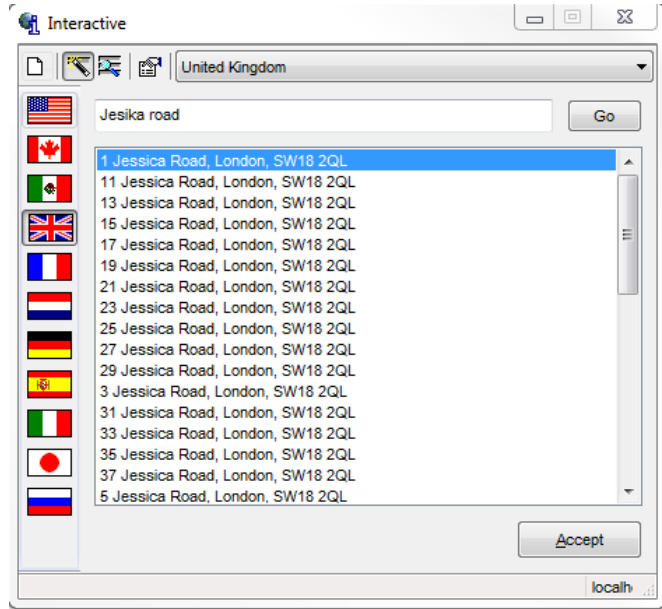 Interactive
United Kingdom
Jesika road
Go
1 Jessica Road, London, SW18 2QL
11 Jessica Road, London, SW18 2QL
13 Jessica Road, London, SW18 2QL
15 Jessica Road, London, SW18 2QL
17 Jessica Road, London, SW18 2QL
19 Jessica Road, London, SW18 2QL
21 Jessica Road, London, SW18 2QL
23 Jessica Road, London, SW18 2QL
25 Jessica Road, London, SW18 2QL
27 Jessica Road, London, SW18 2QL
29 Jessica Road, London, SW18 2QL
3 Jessica Road, London, SW18 2QL
31 Jessica Road, London, SW18 2QL
33 Jessica Road, London, SW18 2QL
35 Jessica Road, London, SW18 2QL
37 Jessica Road, London, SW18 2QL
5 Jessica Road, London, SW18 2QL
Accept
localh